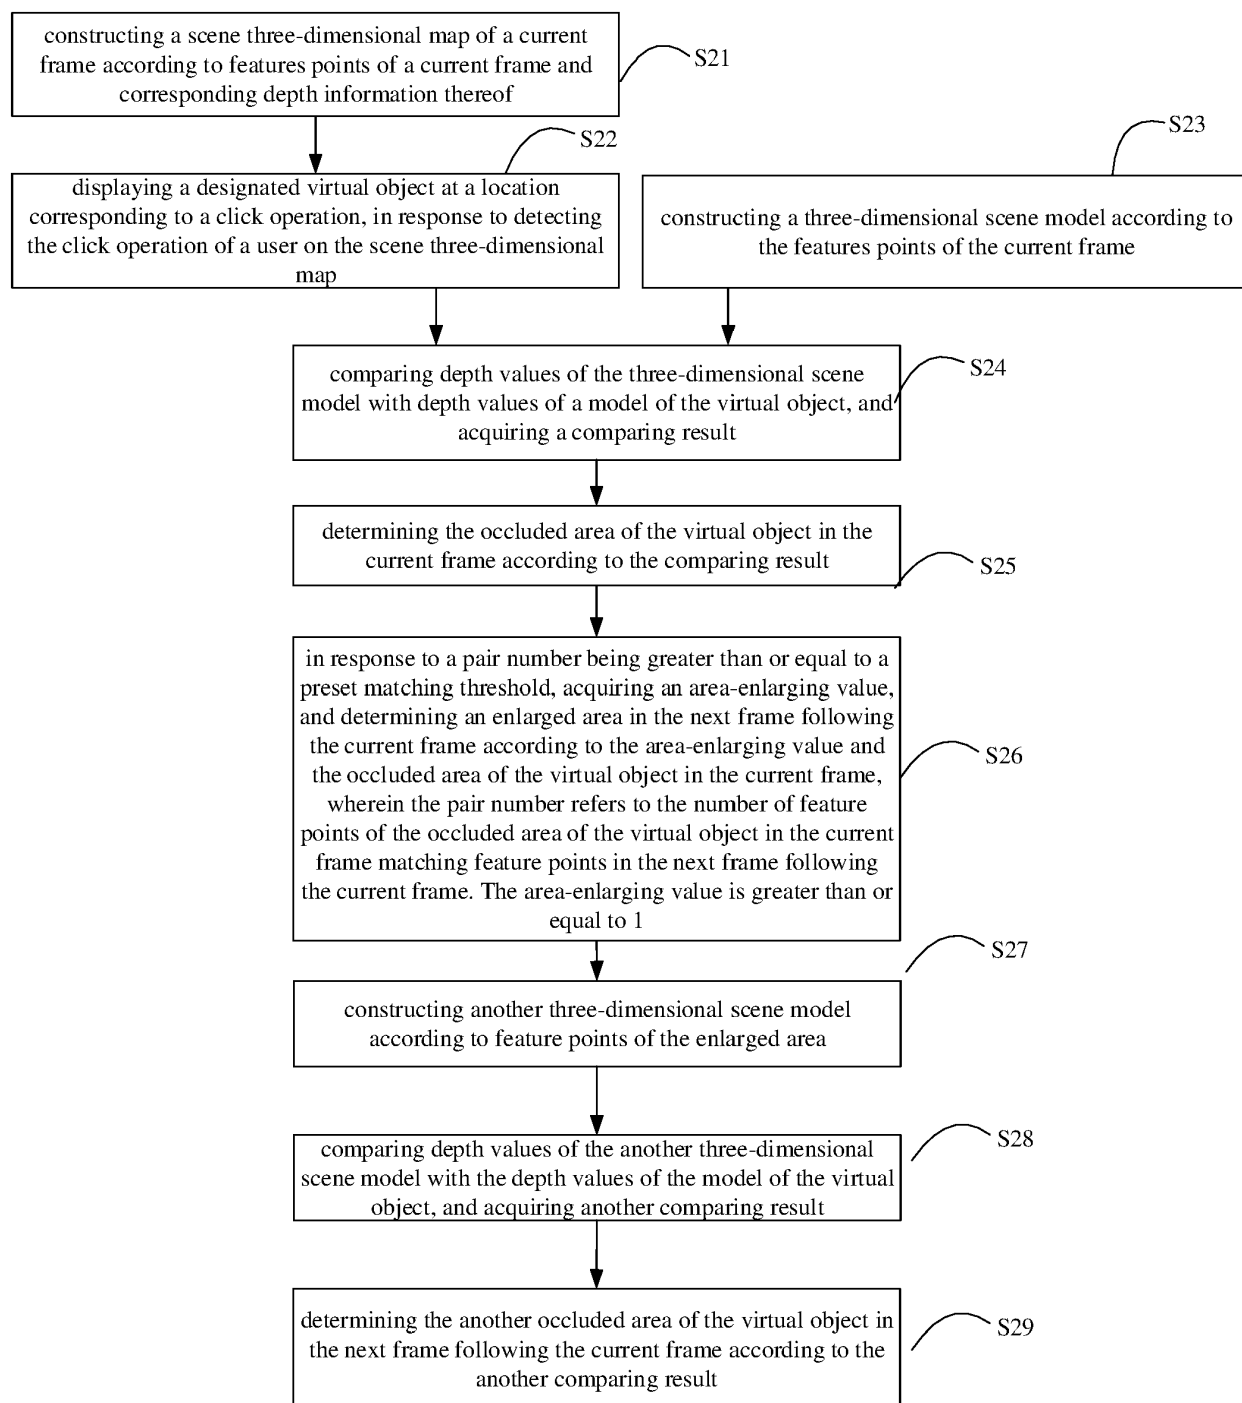 constructing a scene three-dimensional map of a current
frame according to features points of a current frame and
corresponding depth information thereof
S21
S22
displaying a designated virtual object at a location
corresponding to a click operation, in response to detecting
the click operation of a user on the scene three-dimensional
map
S23
constructing a three-dimensional scene model according to
the features points of the current frame
comparing depth values of the three-dimensional scene
model with depth values of a model of the virtual object, and
acquiring a comparing result
S24
determining the occluded area of the virtual object in the
current frame according to the comparing result
S25
in response to a pair number being greater than or equal to a
preset matching threshold, acquiring an area-enlarging value,
and determining an enlarged area in the next frame following
the current frame according to the area-enlarging value and
the occluded area of the virtual object in the current frame,
wherein the pair number refers to the number of feature
points of the occluded area of the virtual object in the current
frame matching feature points in the next frame following
the current frame. The area-enlarging value is greater than or
equal to 1
S26
S27
constructing another three-dimensional scene model
according to feature points of the enlarged area
comparing depth values of the another three-dimensional
scene model with the depth values of the model of the virtual
object, and acquiring another comparing result
S28
determining the another occluded area of the virtual object in
the next frame following the current frame according to the
another comparing result
S29